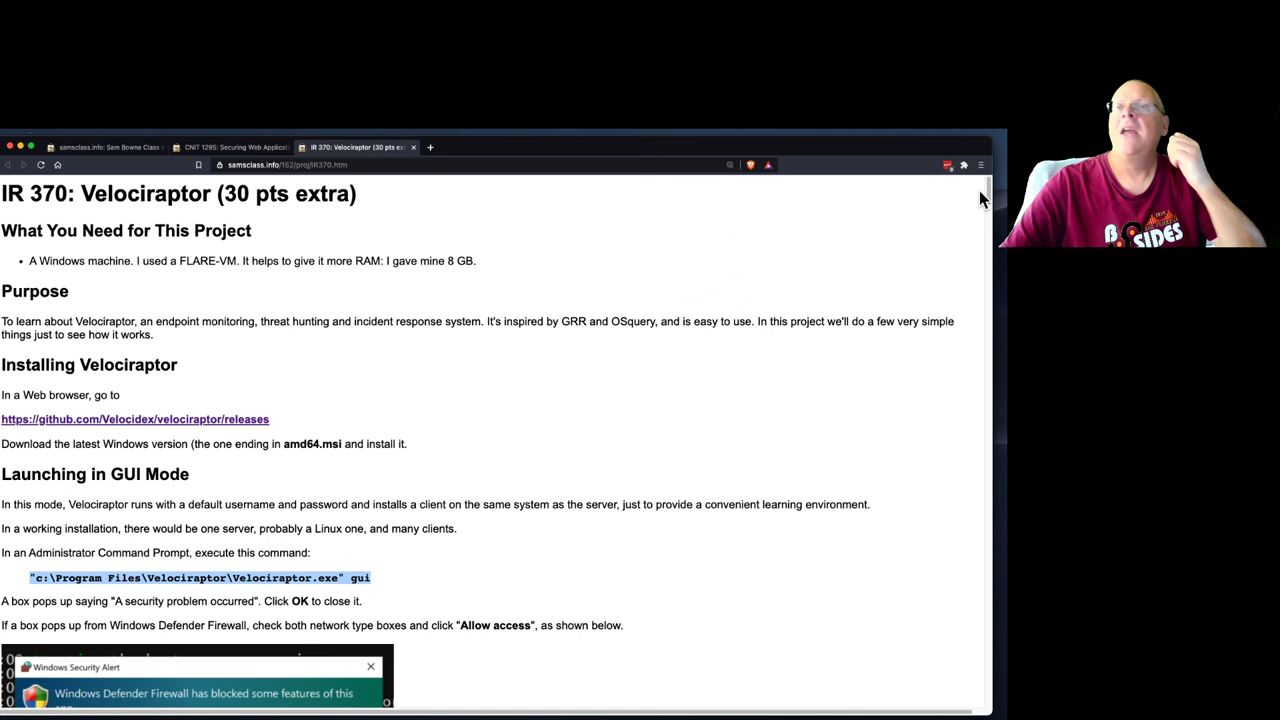 samsclass.info: Sam Bowne Class
CNIT 129S: Securing Web Applicat
IR 370: Velociraptor (30 pts ex
samsclass.info/152/proj/IR370.htm
IR 370: Velociraptor (30 pts extra)
What You Need for This Project
• A Windows machine. I used a FLARE-VM. It helps to give it more RAM: I gave mine 8 GB.
Purpose
To learn about Velociraptor, an endpoint monitoring, threat hunting and incident response system. It's inspired by GRR and OSquery, and is easy to use. In this project we'll do a few very simple
things just to see how it works.
Installing Velociraptor
In a Web browser, go to
https://github.com/Velocidex/velociraptor/releases
Download the latest Windows version (the one ending in amd64.msi and install it.
Launching in GUI Mode
In this mode, Velociraptor runs with a default username and password and installs a client on the same system as the server, just to provide a convenient learning environment.
In a working installation, there would be one server, probably a Linux one, and many clients.
In an Administrator Command Prompt, execute this command:
"c:\Program Files\Velociraptor\Velociraptor.exe" gui
A box pops up saying "A security problem occurred". Click OK to close it.
If a box pops up from Windows Defender Firewall, check both network type boxes and click "Allow access", as shown below.
Windows Security Alert
Windows Defender Firewall has blocked some features of this
B SIDES